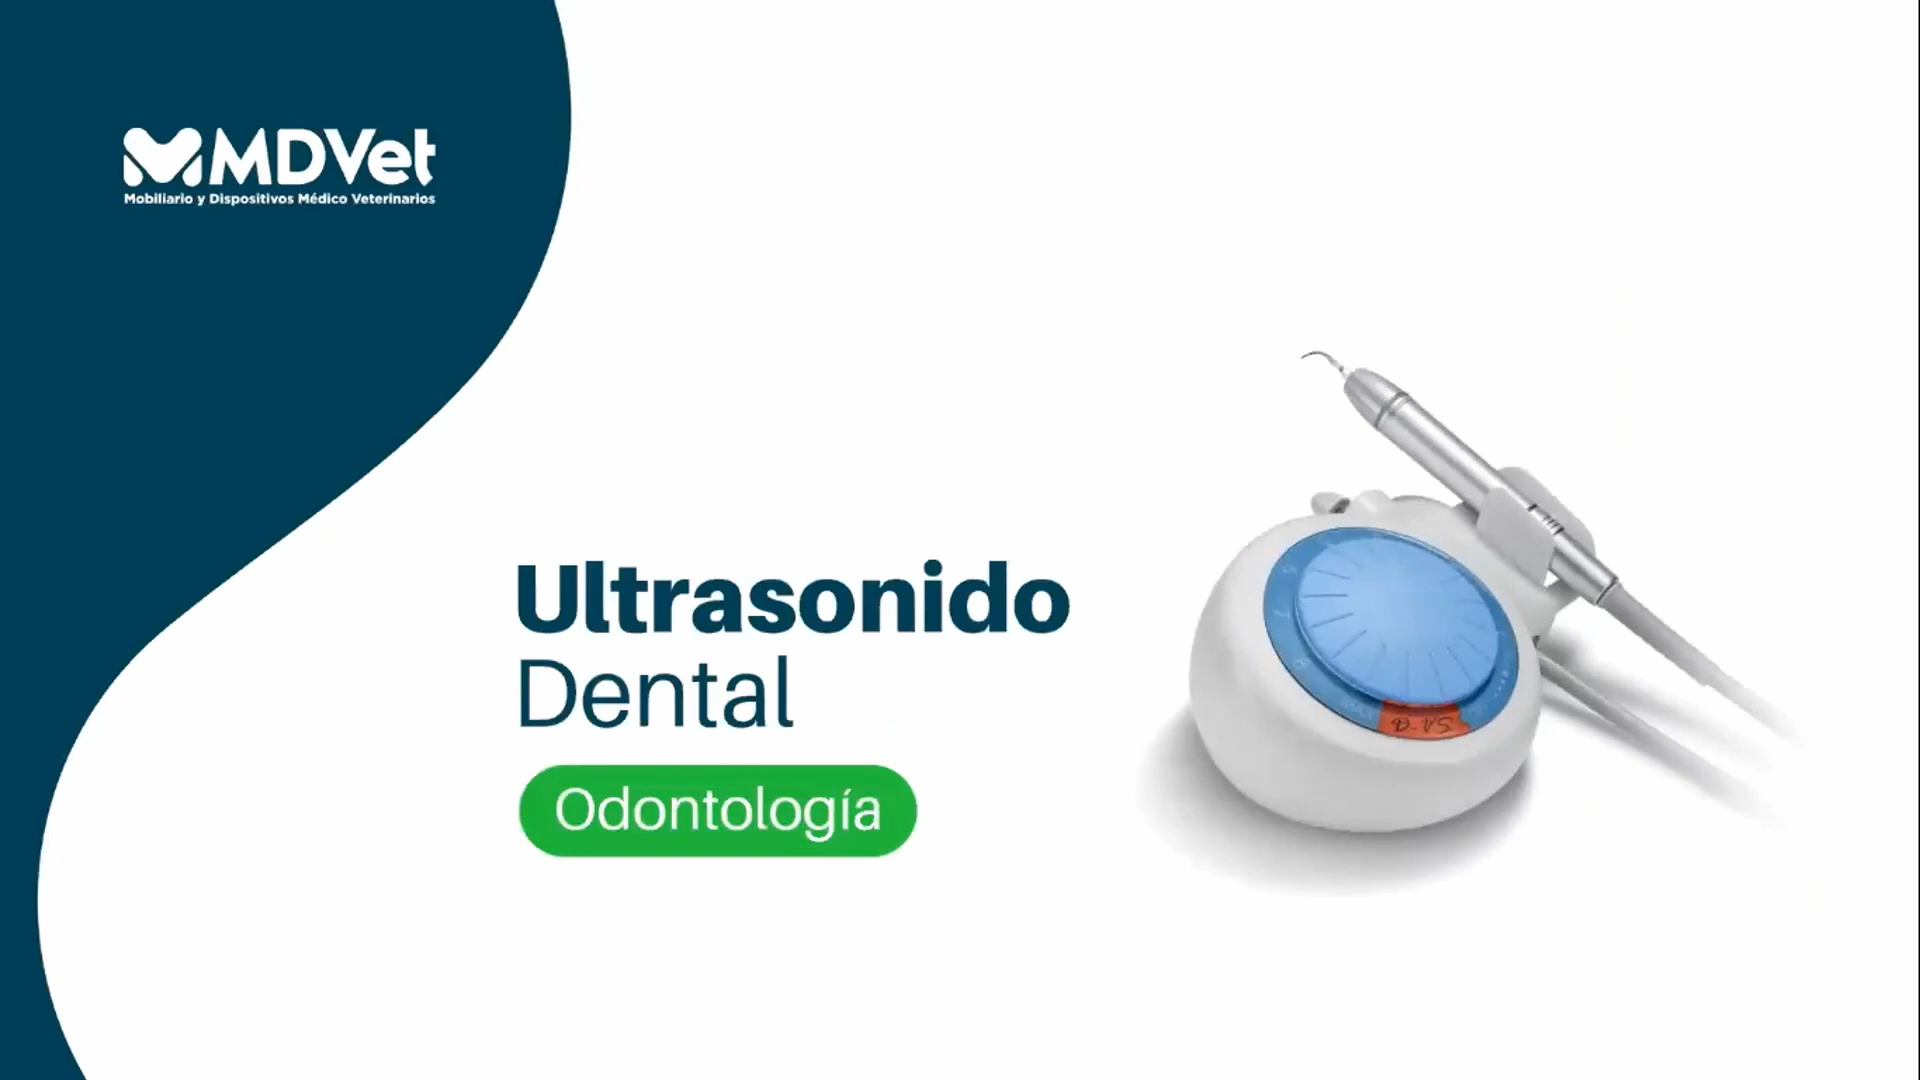 MDVet
Mobiliario y Dispositivos Médico Veterinarios
Ultrasonido
Dental
Odontología